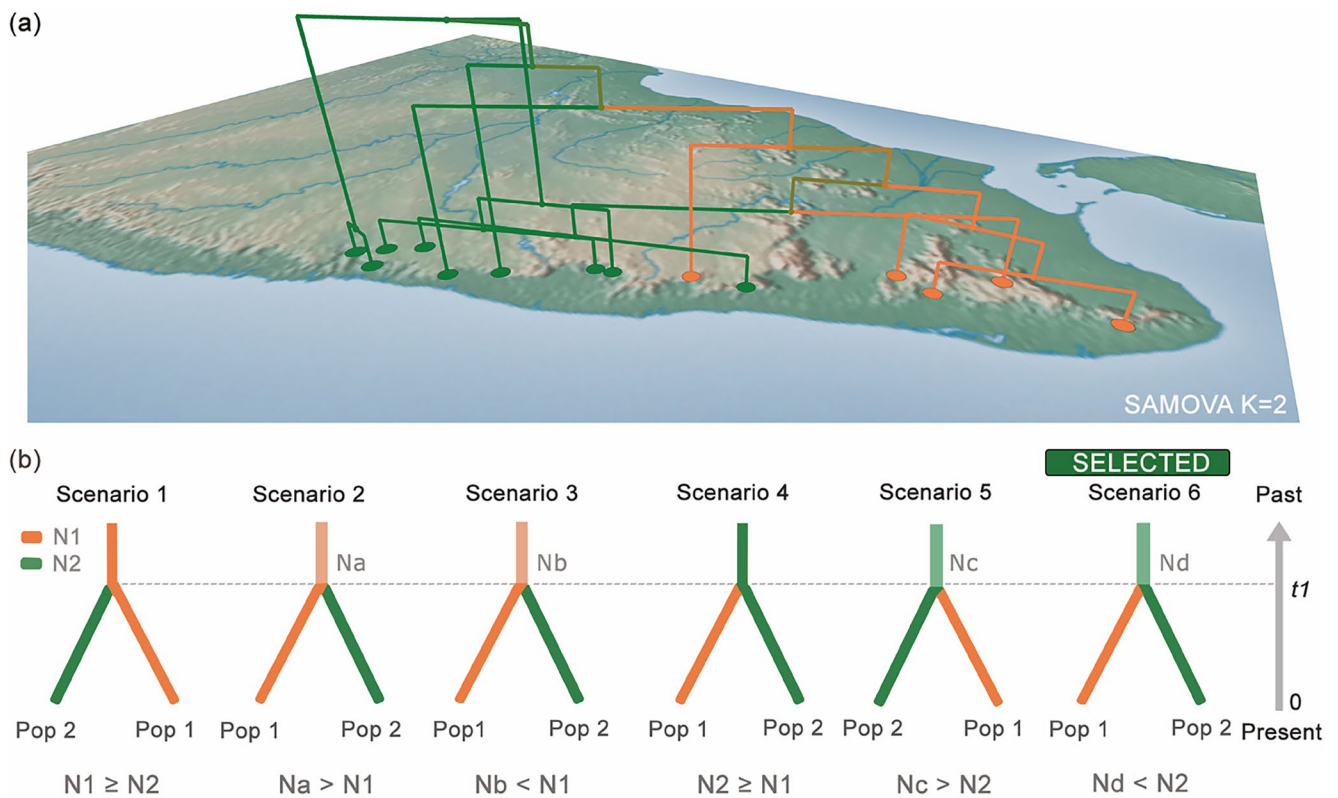 (a)
SAMOVA K=2
(b)
SELECTED
Scenario 1 Scenario 2 Scenario 3 Scenario 4 Scenario 5 Scenario 6 Past
N1
N2
Na Nb Nc Nd
t1
0
Pop 2 Pop 1 Pop 1 Pop 2 Pop1 Pop 2 Pop 1 Pop 2 Pop 2 Pop 1 Pop 1 Pop 2 Present
N1 ≥ N2 Na > N1 Nb < N1 N2 ≥ N1 Nc > N2 Nd < N2